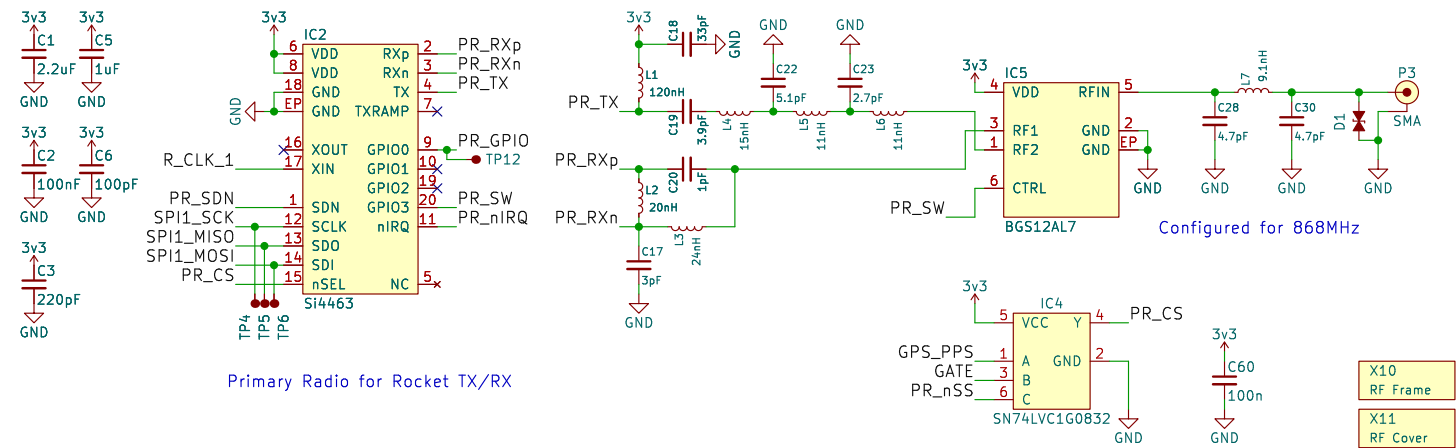 3v3
C1
2.2uF
GND
3v3
C5
1uF
GND
3v3
C2
100nF
GND
3v3
C6
100pF
GND
3v3
C3
220pF
GND
3v3
IC2
6 VDD RXp 2 PR_RXp
8 VDD RXn 3 PR_RXn
18 GND TX 4 PR_TX
EP GND TXRAMP 7
GND
16 XOUT GPIO0 9 PR_GPIO
TP12
R_CLK_1 17 XIN GPIO1 10
GPIO2 19
PR_SDN 1 SDN GPIO3 20 PR_SW
SPI1_SCK 12 SCLK nIRQ 11 PR_nIRQ
SPI1_MISO 13 SDO
SPI1_MOSI 14 SDI
PR_CS 15 nSEL NC 5
Si4463
TP4
TP5
TP6
Primary Radio for Rocket TX/RX
3v3
C18
33pF
GND
L1
120nH
PR_TX
C19
3.9pF
L4
15nH
GND
C22
5.1pF
L5
11nH
GND
C23
2.7pF
L6
11nH
PR_RXp
C20
1pF
L2
20nH
PR_RXn
L3
24nH
C17
3pF
GND
3v3
IC5
4 VDD RFIN 5
3 RF1 GND 2
1 RF2 GND EP
6 CTRL
PR_SW
BGS12AL7
GND
C28
4.7pF
GND
L7
9.1nH
C30
4.7pF
GND
D1
P3
SMA
GND
Configured for 868MHz
3v3
IC4
5 VCC Y 4 PR_CS
GPS_PPS 1 A GND 2
GATE 3 B
PR_nSS 6 C
SN74LVC1G0832
GND
3v3
C60
100n
GND
X10
RF Frame
X11
RF Cover